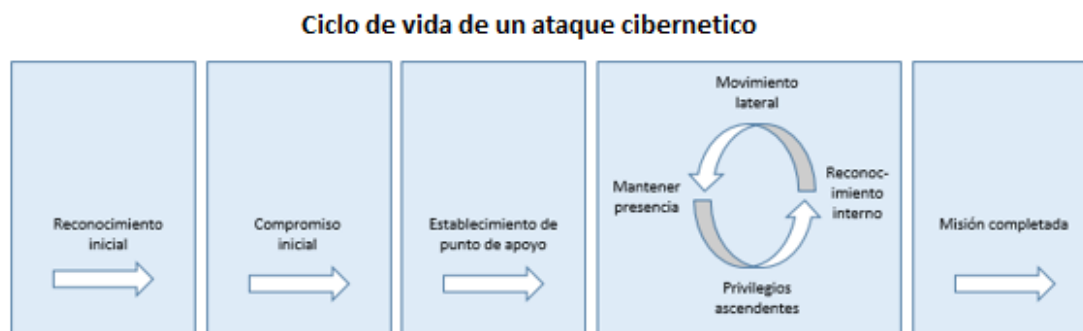 Ciclo de vida de un ataque cibernetico
Reconocimiento
inicial
Compromiso
inicial
Establecimiento de
punto de apoyo
Movimiento
lateral
Mantener
presencia
Reconoc-
imiento
interno
Privilegios
ascendentes
Misión completada